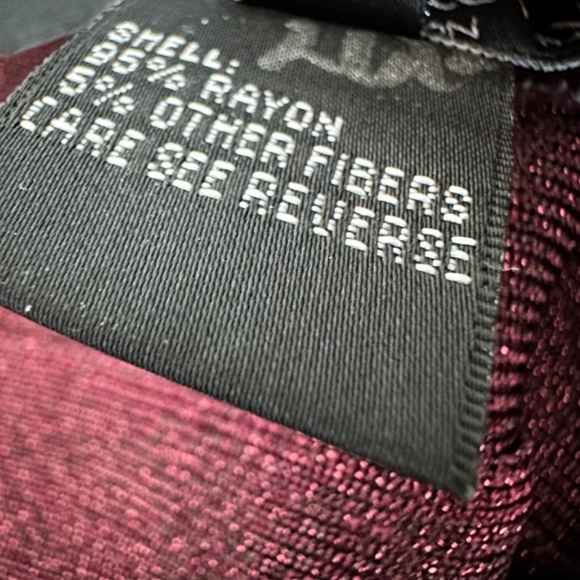 SHELL:
95% RAYON
5% OTHER FIBERS
CARE SEE REVERSE